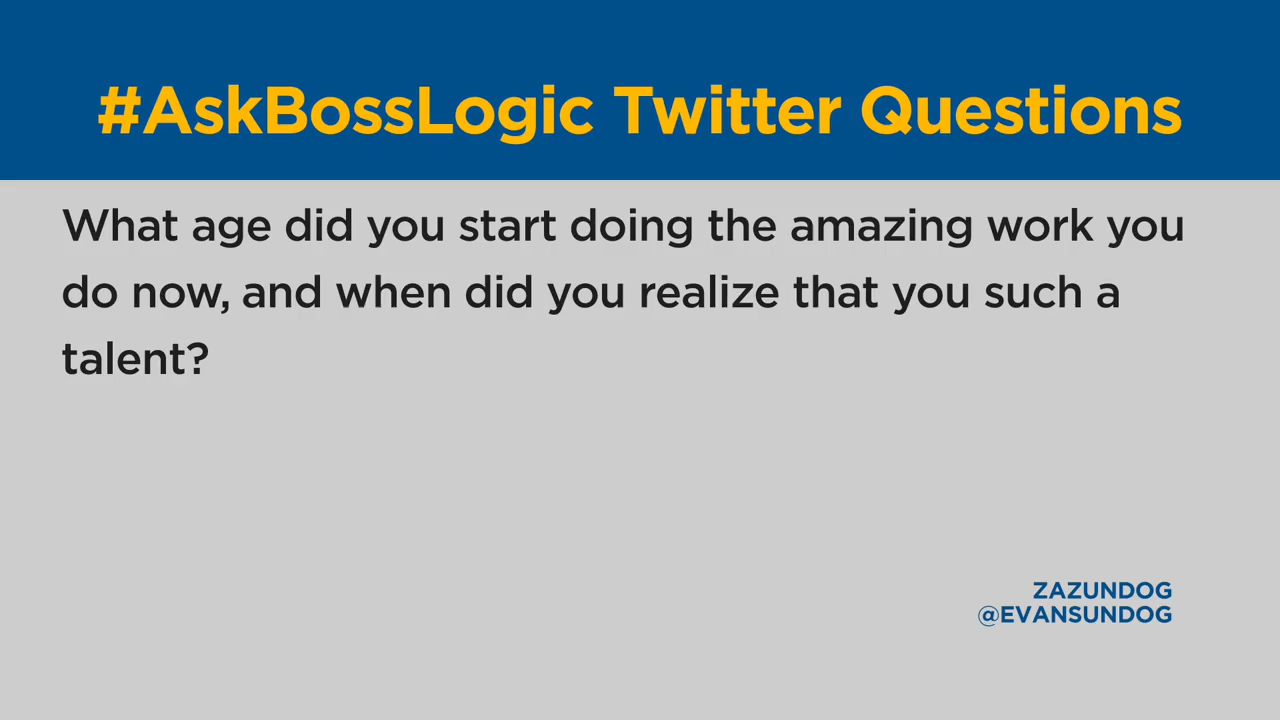 #AskBossLogic Twitter Questions
What age did you start doing the amazing work you
do now, and when did you realize that you such a
talent?
ZAZUNDOG
@EVANSUNDOG